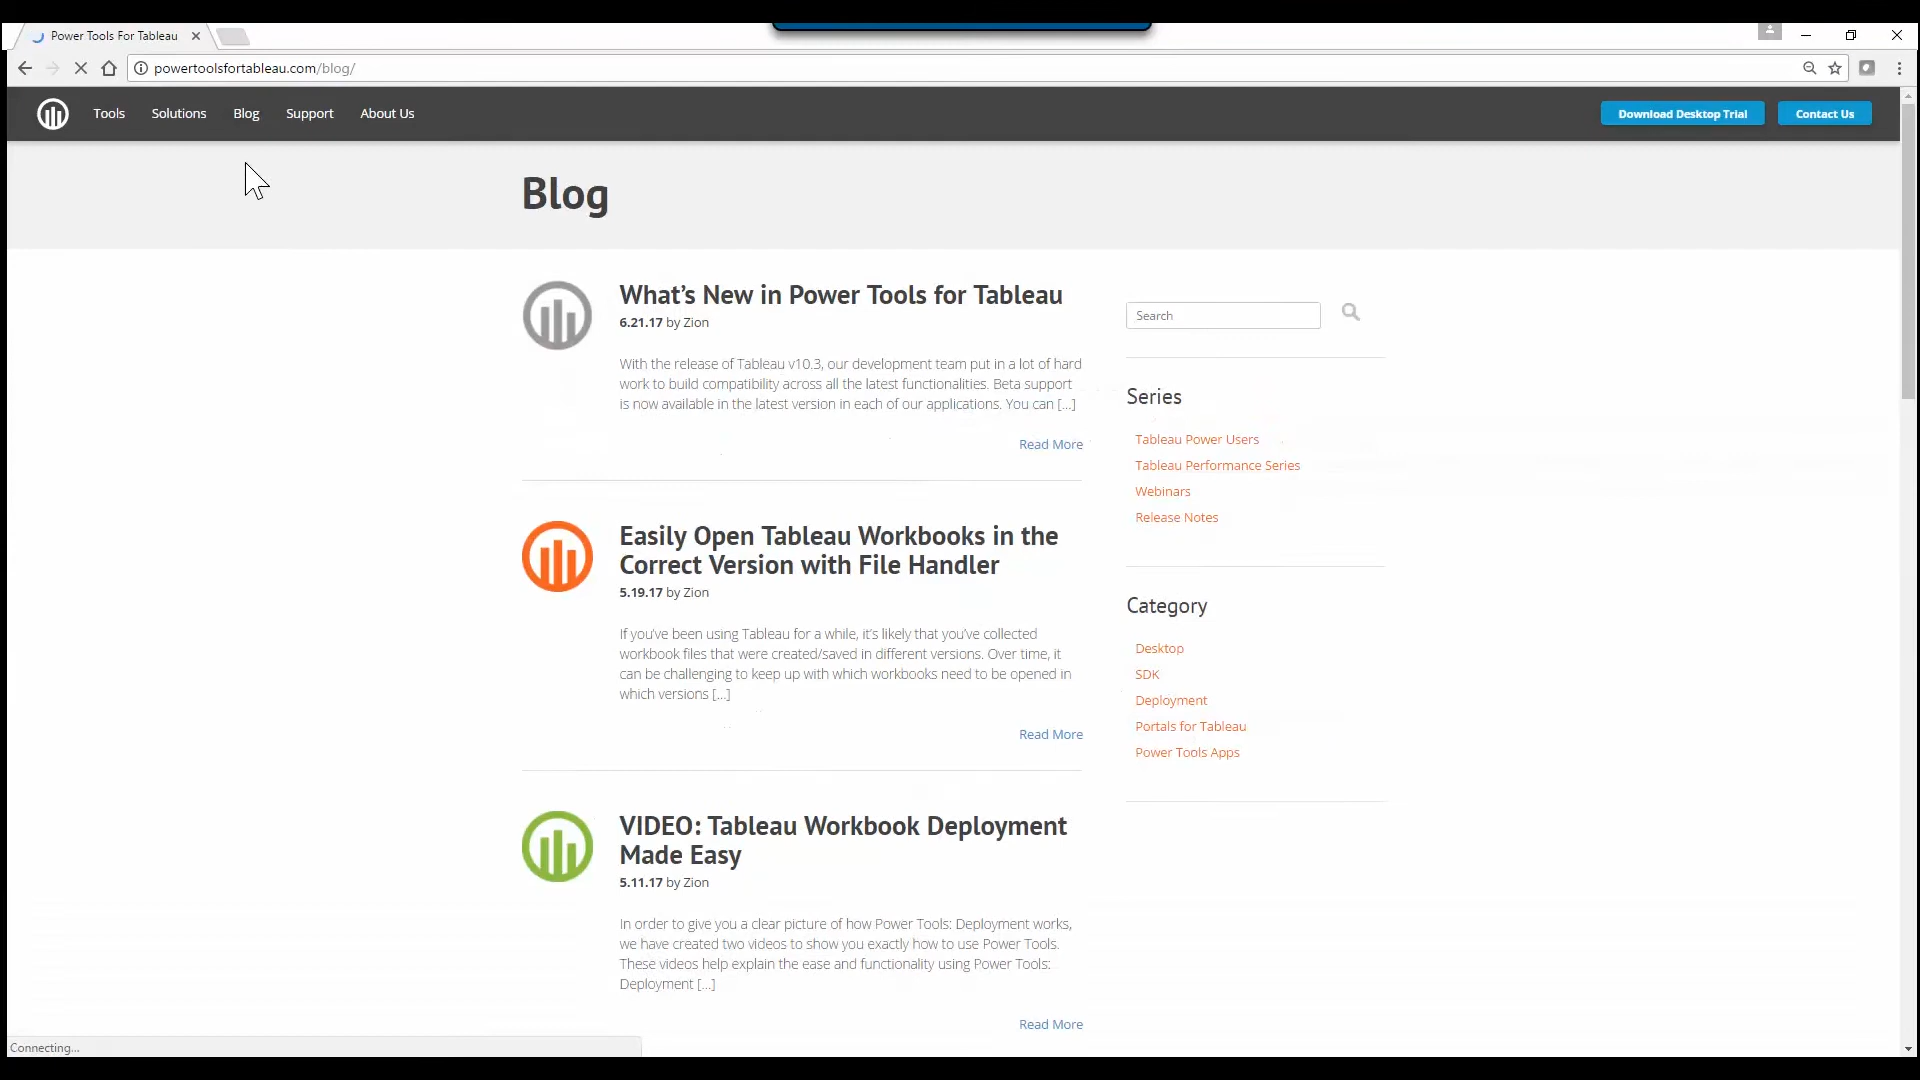 Power Tools For Tableau
powertoolsfortableau.com/blog/
Tools Solutions Blog Support About Us Download Desktop Trial Contact Us
Blog
What's New in Power Tools for Tableau
6.21.17 by Zion
With the release of Tableau v10.3, our development team put in a lot of hard
work to build compatibility across all the latest functionalities. Beta support
is now available in the latest version in each of our applications. You can [...]
Read More
Easily Open Tableau Workbooks in the
Correct Version with File Handler
5.19.17 by Zion
If you've been using Tableau for a while, it's likely that you've collected
workbook files that were created/saved in different versions. Over time, it
can be challenging to keep up with which workbooks need to be opened in
which versions [...]
Read More
VIDEO: Tableau Workbook Deployment
Made Easy
5.11.17 by Zion
In order to give you a clear picture of how Power Tools: Deployment works,
we have created two videos to show you exactly how to use Power Tools.
These videos help explain the ease and functionality using Power Tools:
Deployment [...]
Read More
Search
Series
Tableau Power Users
Tableau Performance Series
Webinars
Release Notes
Category
Desktop
SDK
Deployment
Portals for Tableau
Power Tools Apps
Connecting...